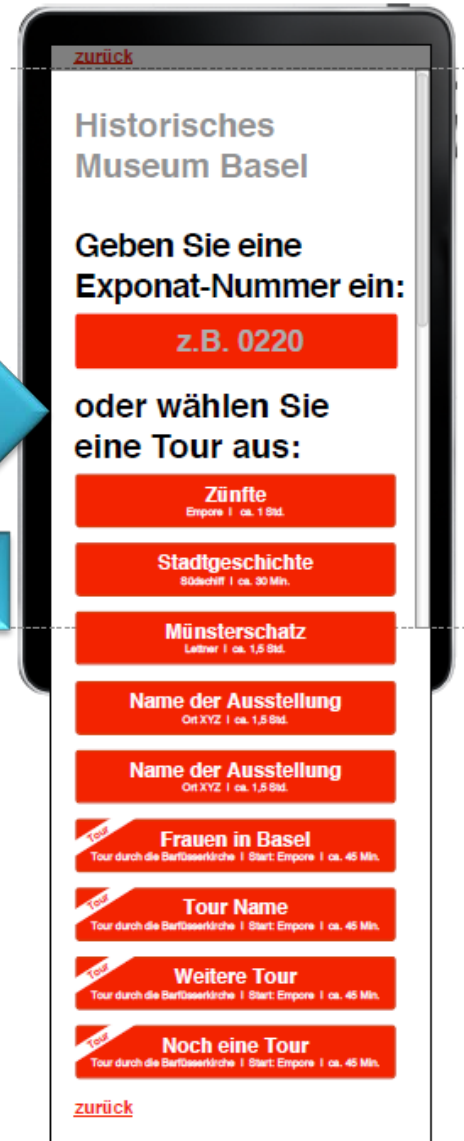 zurück
Historisches
Museum Basel
Geben Sie eine
Exponat-Nummer ein:
z.B. 0220
oder wählen Sie
eine Tour aus:
Zünfte
Empore | ca. 1 Std.
Stadtgeschichte
Südschiff | ca. 30 Min.
Münsterschatz
Lettner | ca. 1,5 Std.
Name der Ausstellung
Ort XYZ | ca. 1,5 Std.
Name der Ausstellung
Ort XYZ | ca. 1,5 Std.
Tour
Frauen in Basel
Tour durch die Barfüsserkirche | Start: Empore | ca. 45 Min.
Tour
Tour Name
Tour durch die Barfüsserkirche | Start: Empore | ca. 45 Min.
Tour
Weitere Tour
Tour durch die Barfüsserkirche | Start: Empore | ca. 45 Min.
Tour
Noch eine Tour
Tour durch die Barfüsserkirche | Start: Empore | ca. 45 Min.
zurück